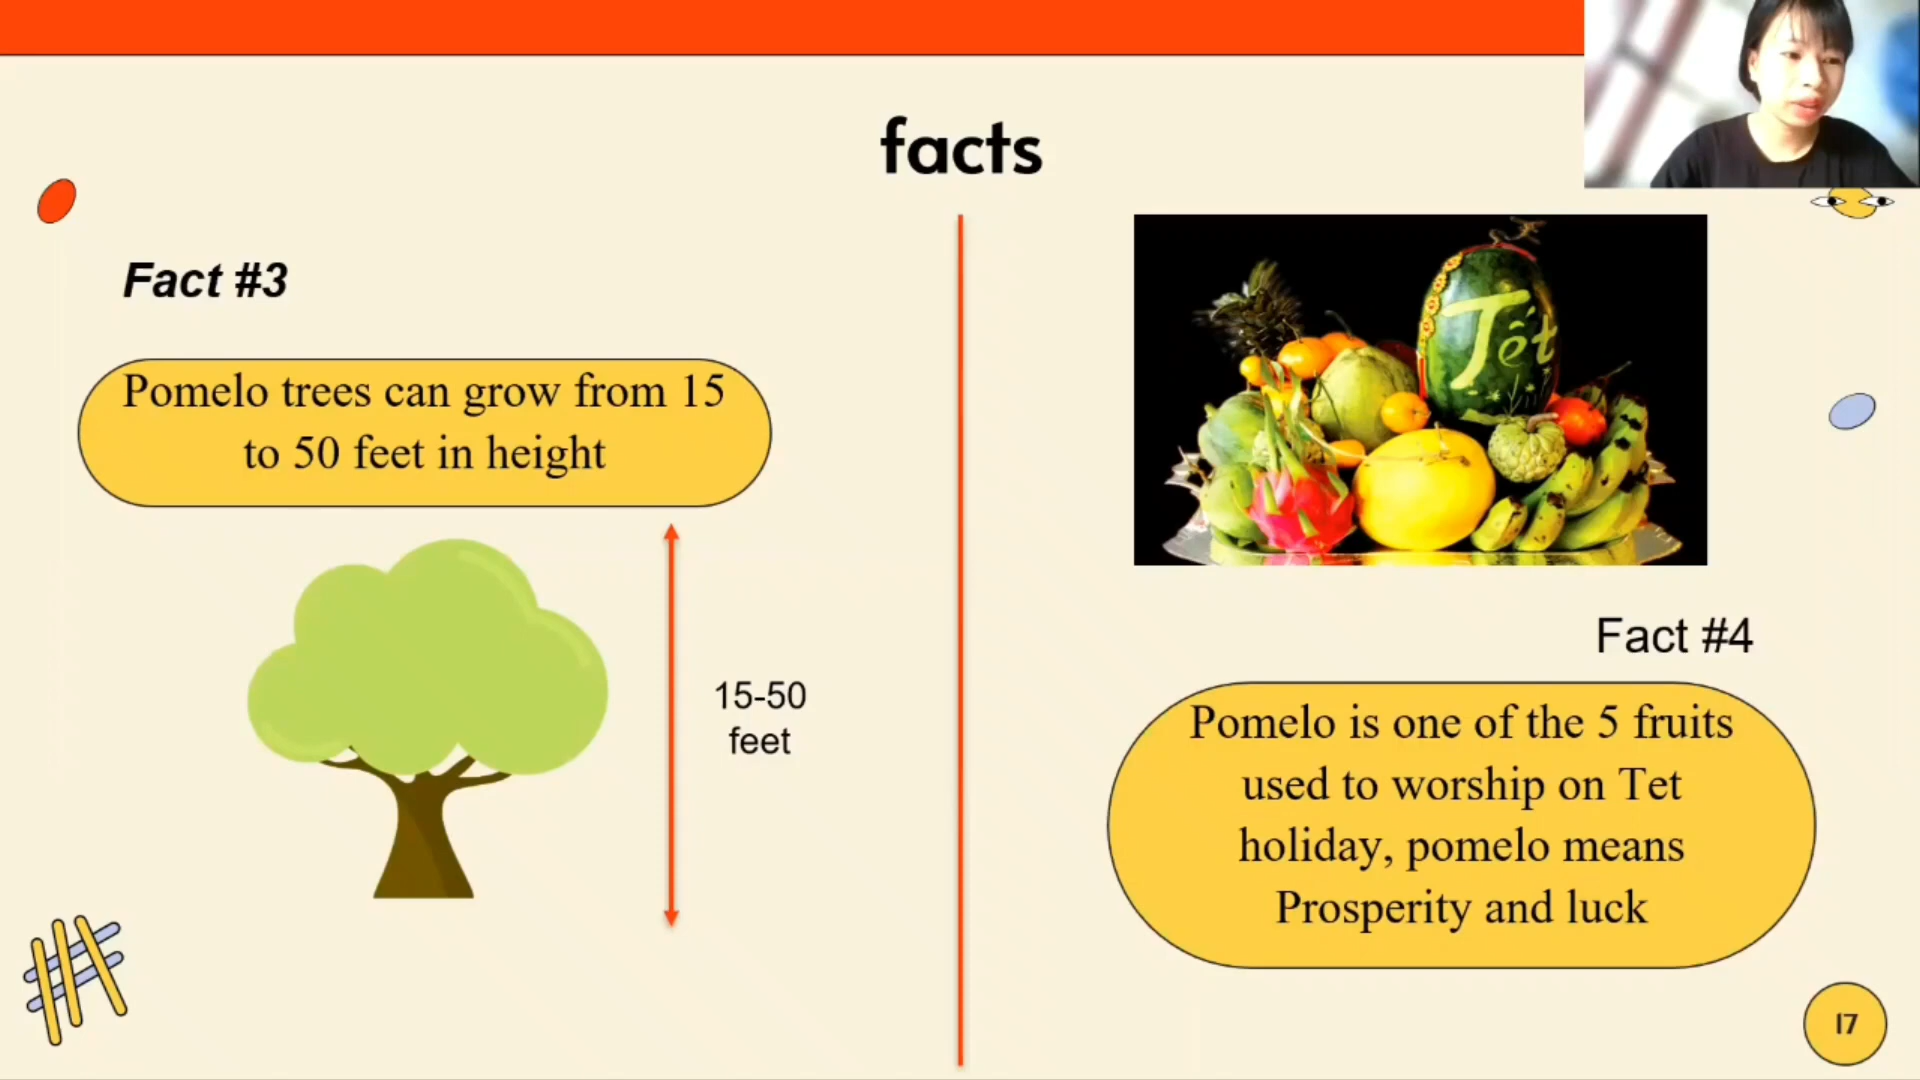 facts
Fact #3
Pomelo trees can grow from 15
to 50 feet in height
15-50
feet
Tết
Fact #4
Pomelo is one of the 5 fruits
used to worship on Tet
holiday, pomelo means
Prosperity and luck
17